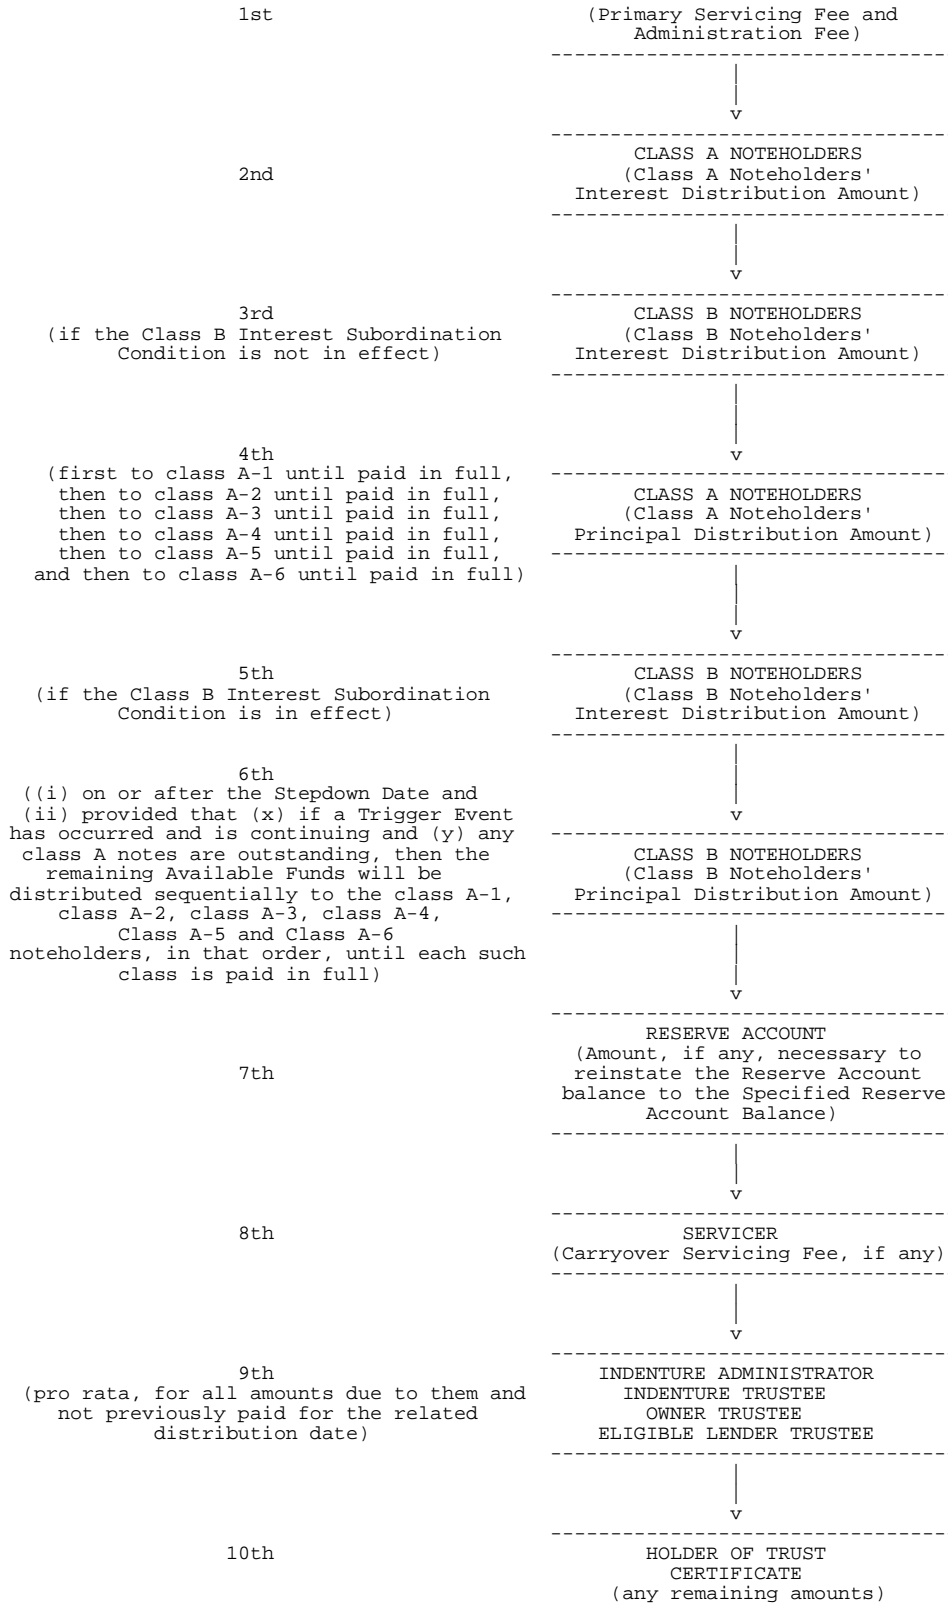 1st (Primary Servicing Fee and
Administration Fee)
---------------------------------
|
|
v
---------------------------------
CLASS A NOTEHOLDERS
2nd (Class A Noteholders'
Interest Distribution Amount)
---------------------------------
|
|
v
---------------------------------
3rd CLASS B NOTEHOLDERS
(if the Class B Interest Subordination (Class B Noteholders'
Condition is not in effect) Interest Distribution Amount)
---------------------------------
|
|
|
4th v
(first to class A-1 until paid in full, ---------------------------------
then to class A-2 until paid in full, CLASS A NOTEHOLDERS
then to class A-3 until paid in full, (Class A Noteholders'
then to class A-4 until paid in full, Principal Distribution Amount)
then to class A-5 until paid in full, ---------------------------------
and then to class A-6 until paid in full) |
|
|
v
---------------------------------
5th CLASS B NOTEHOLDERS
(if the Class B Interest Subordination (Class B Noteholders'
Condition is in effect) Interest Distribution Amount)
---------------------------------
|
6th |
((i) on or after the Stepdown Date and |
(ii) provided that (x) if a Trigger Event v
has occurred and is continuing and (y) any ---------------------------------
class A notes are outstanding, then the CLASS B NOTEHOLDERS
remaining Available Funds will be (Class B Noteholders'
distributed sequentially to the class A-1, Principal Distribution Amount)
class A-2, class A-3, class A-4, ---------------------------------
Class A-5 and Class A-6 |
noteholders, in that order, until each such |
class is paid in full) |
v
---------------------------------
RESERVE ACCOUNT
(Amount, if any, necessary to
7th reinstate the Reserve Account
balance to the Specified Reserve
Account Balance)
---------------------------------
|
|
v
---------------------------------
8th SERVICER
(Carryover Servicing Fee, if any)
---------------------------------
|
|
v
---------------------------------
9th INDENTURE ADMINISTRATOR
(pro rata, for all amounts due to them and INDENTURE TRUSTEE
not previously paid for the related OWNER TRUSTEE
distribution date) ELIGIBLE LENDER TRUSTEE
---------------------------------
|
|
v
---------------------------------
10th HOLDER OF TRUST
CERTIFICATE
(any remaining amounts)